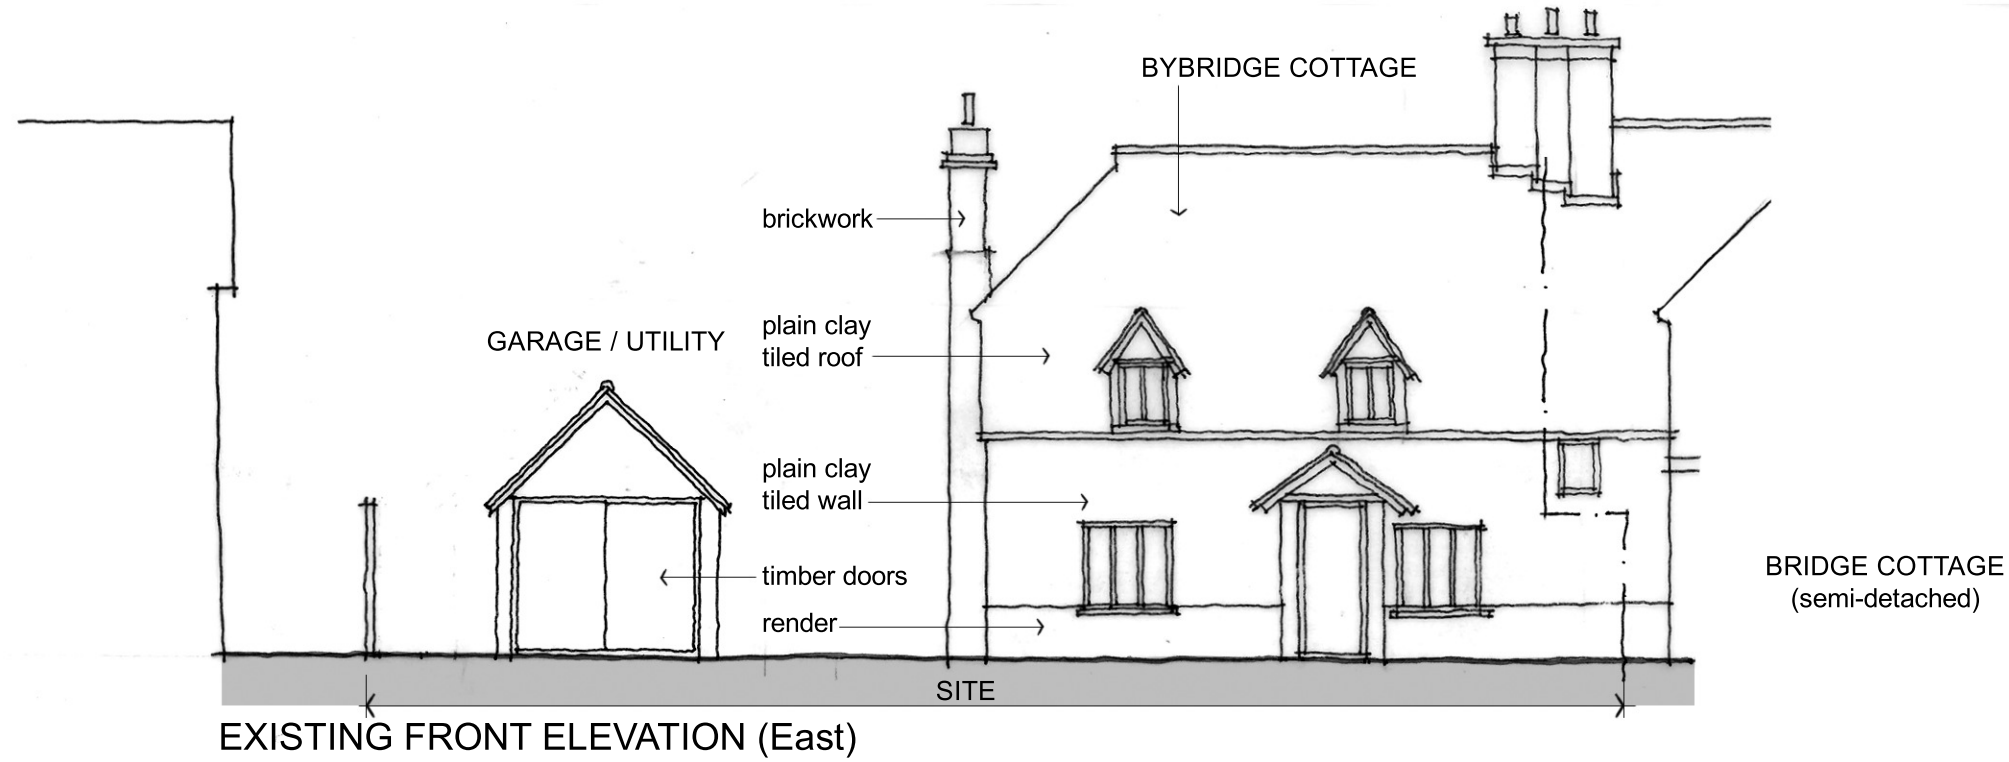 BYBRIDGE COTTAGE
brickwork
GARAGE / UTILITY
plain clay
tiled roof
plain clay
tiled wall
timber doors
render
BRIDGE COTTAGE
(semi-detached)
SITE
EXISTING FRONT ELEVATION (East)